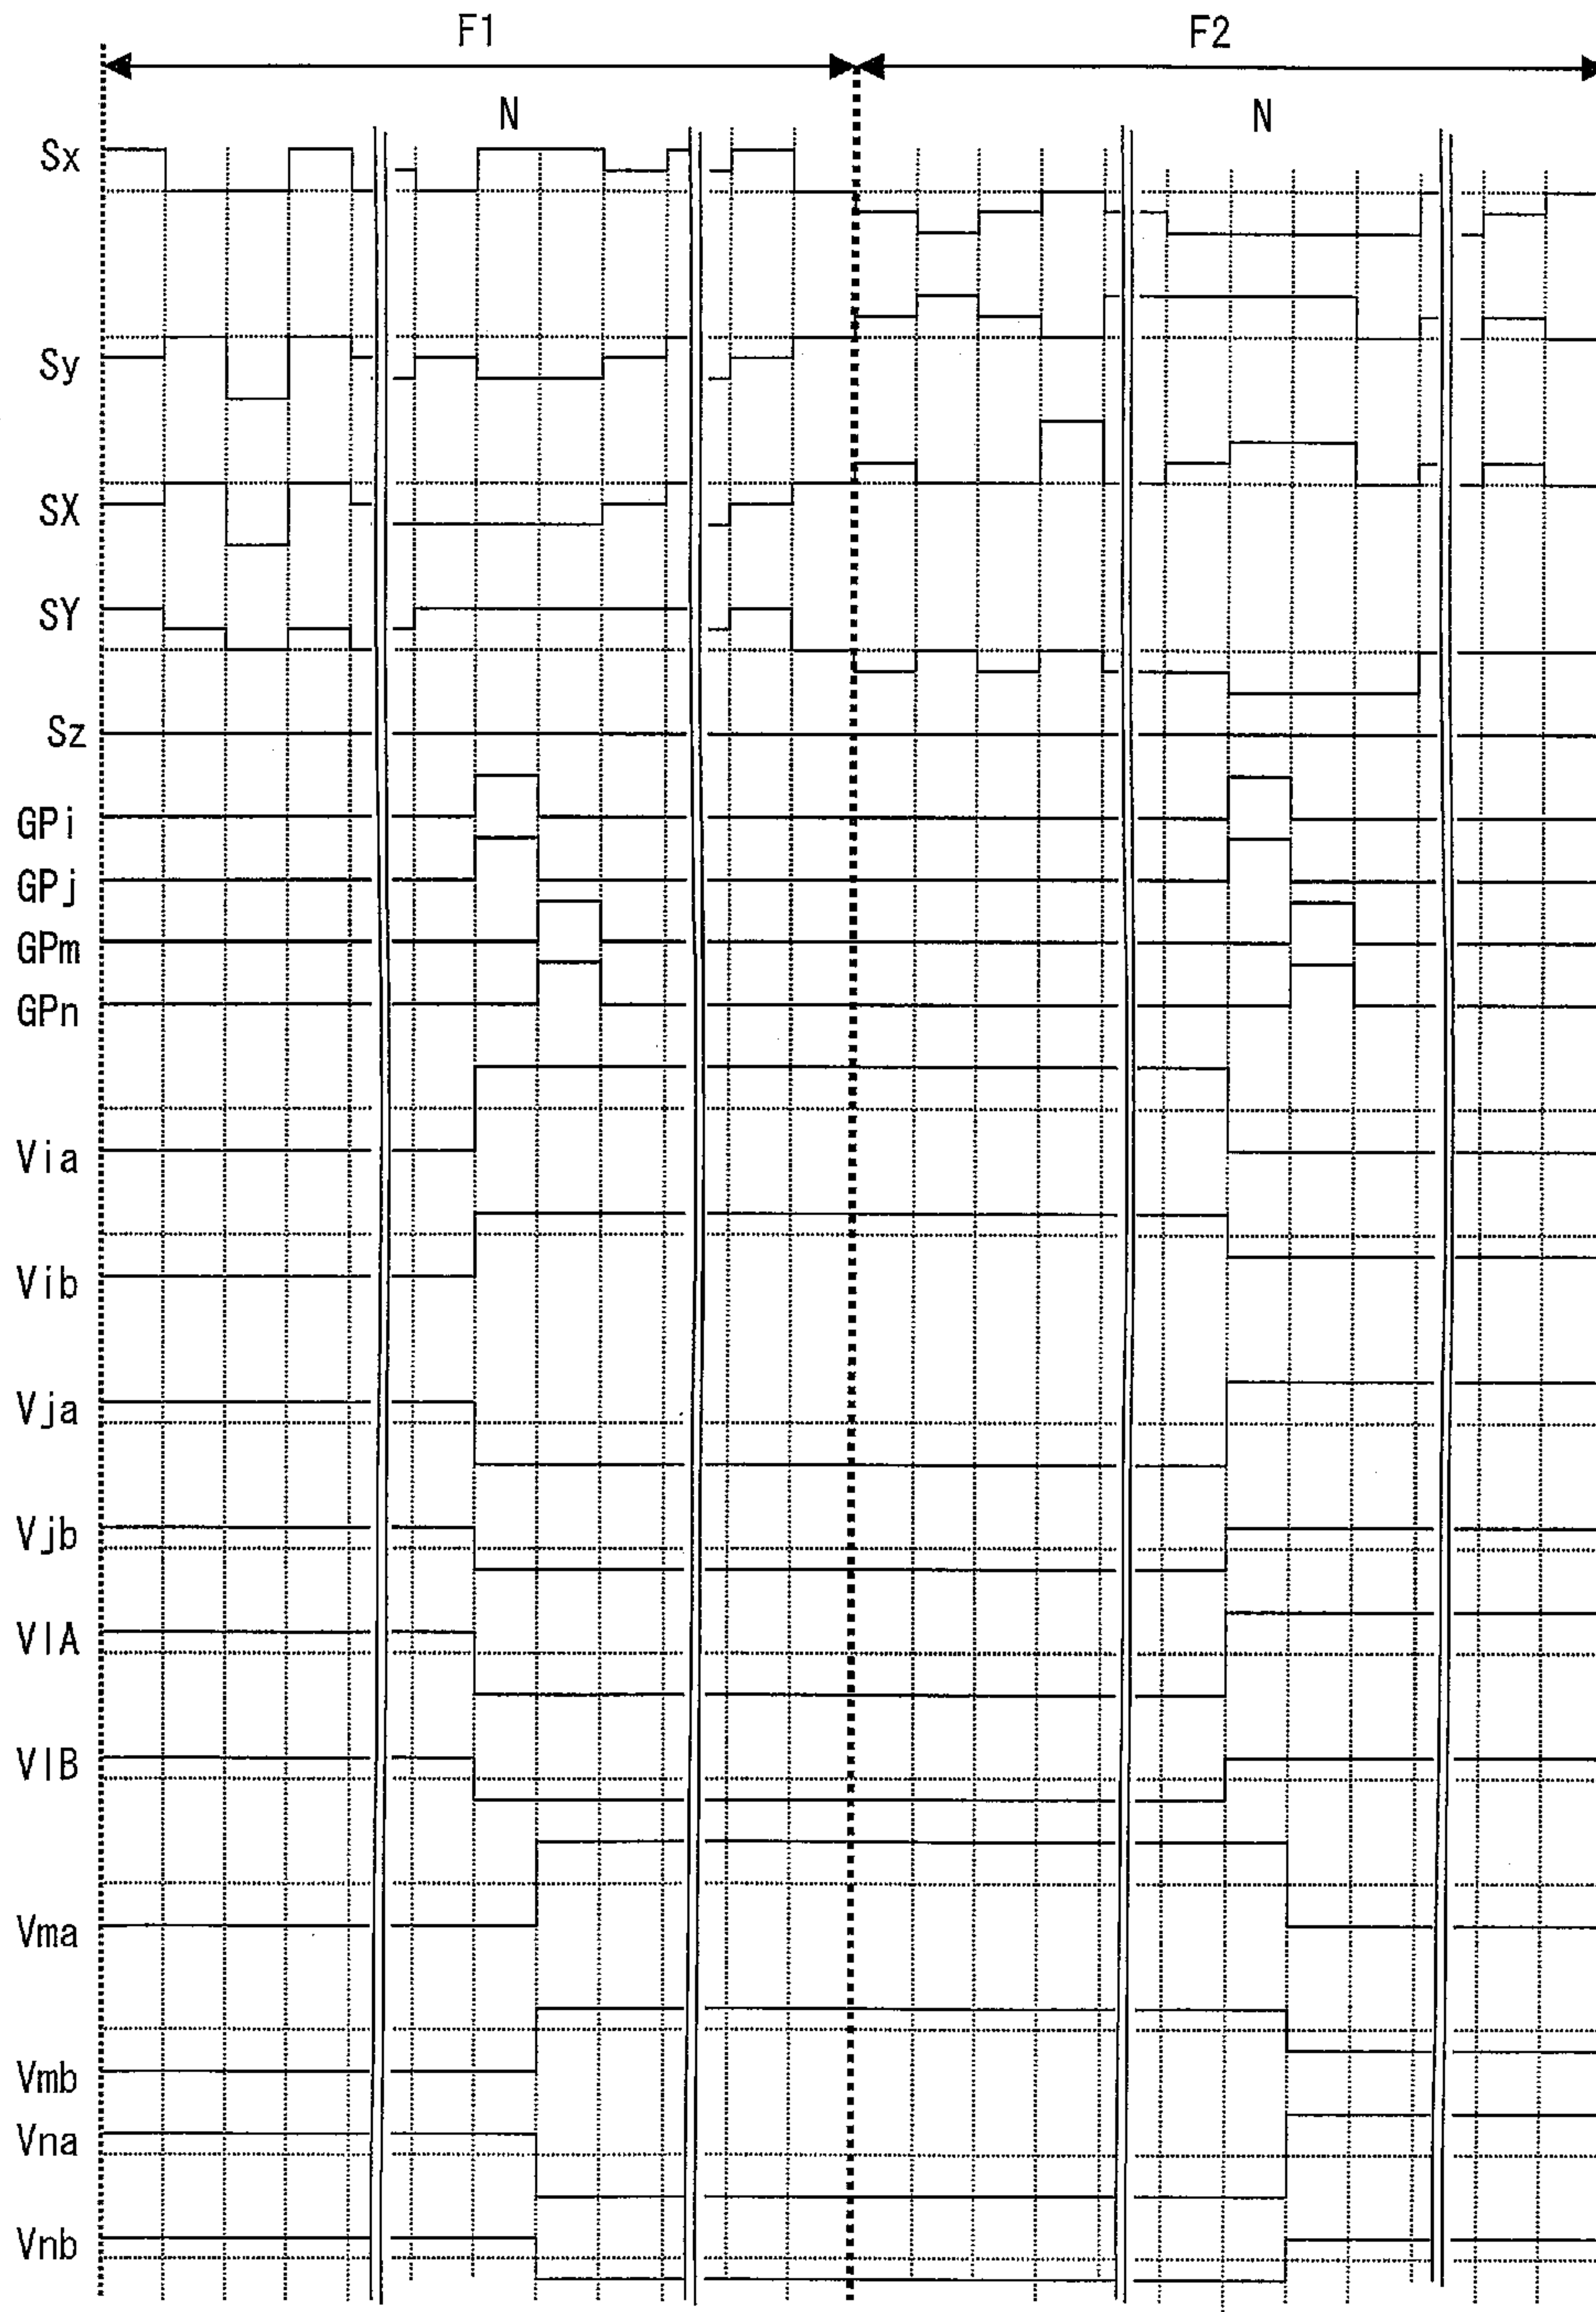 F1 F2
N N
Sx
Sy
SX
SY
Sz
GPi
GPj
GPm
GPn
Via
Vib
Vja
Vjb
VIA
VIB
Vma
Vmb
Vna
Vnb